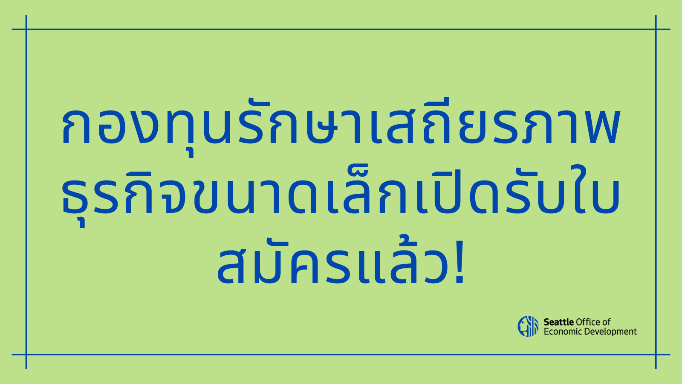 กองทุนรักษาเสถียรภาพ
ธุรกิจขนาดเล็กเปิดรับใบ
สมัครแล้ว!
Seattle Office of
Economic Development